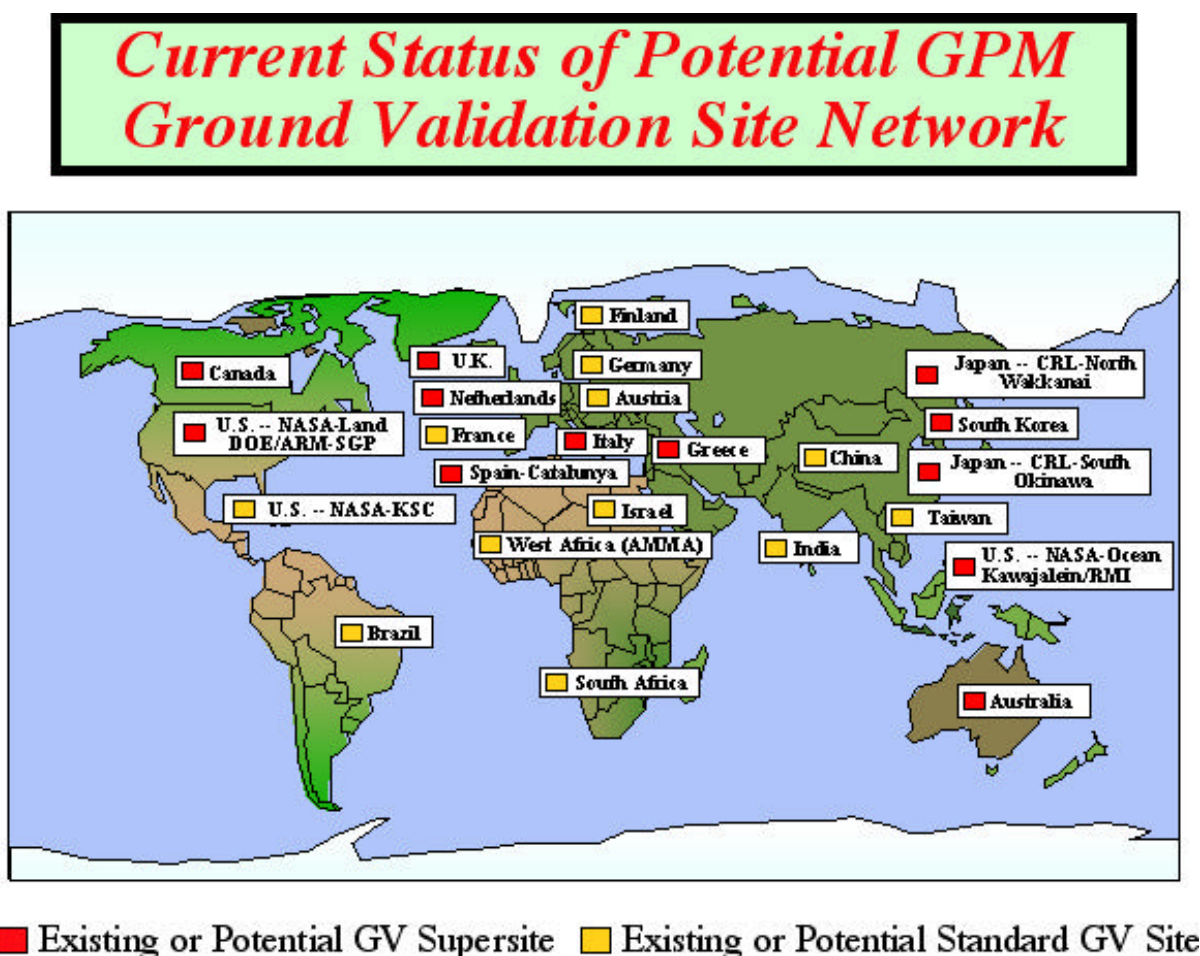 Current Status of Potential GPM
Ground Validation Site Network
Finland
U.K.
Germany
Canada
Japan -- CRL-North
Wakkanai
Netherlands
Austria
U.S. -- NASA-Land
DOE/ARM-SGP
France
Italy
Greece
South Korea
China
Spain-Catalunya
Japan -- CRL-South
Okinawa
U.S. -- NASA-KSC
Israel
Taiwan
West Africa (AMMA)
India
U.S. -- NASA-Ocean
Kawajalein/RMI
Brazil
South Africa
Australia
Existing or Potential GV Supersite
Existing or Potential Standard GV Site